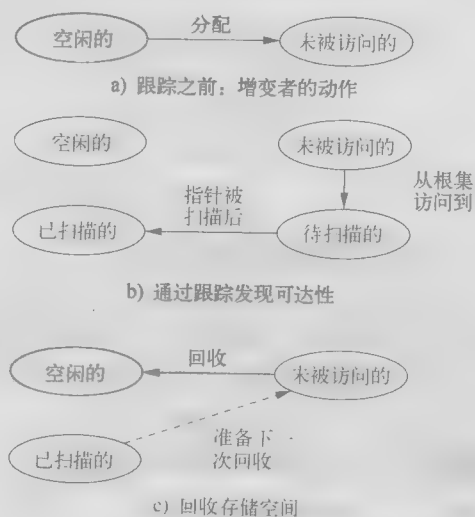 空闲的 分配 未被访问的
a) 跟踪之前：增变者的动作
空闲的 未被访问的
从根集
访问到
指针被
扫描后
已扫描的 待扫描的
b) 通过跟踪发现可达性
空闲的 回收 未被访问的
已扫描的
准备下一
次回收
c) 回收存储空间